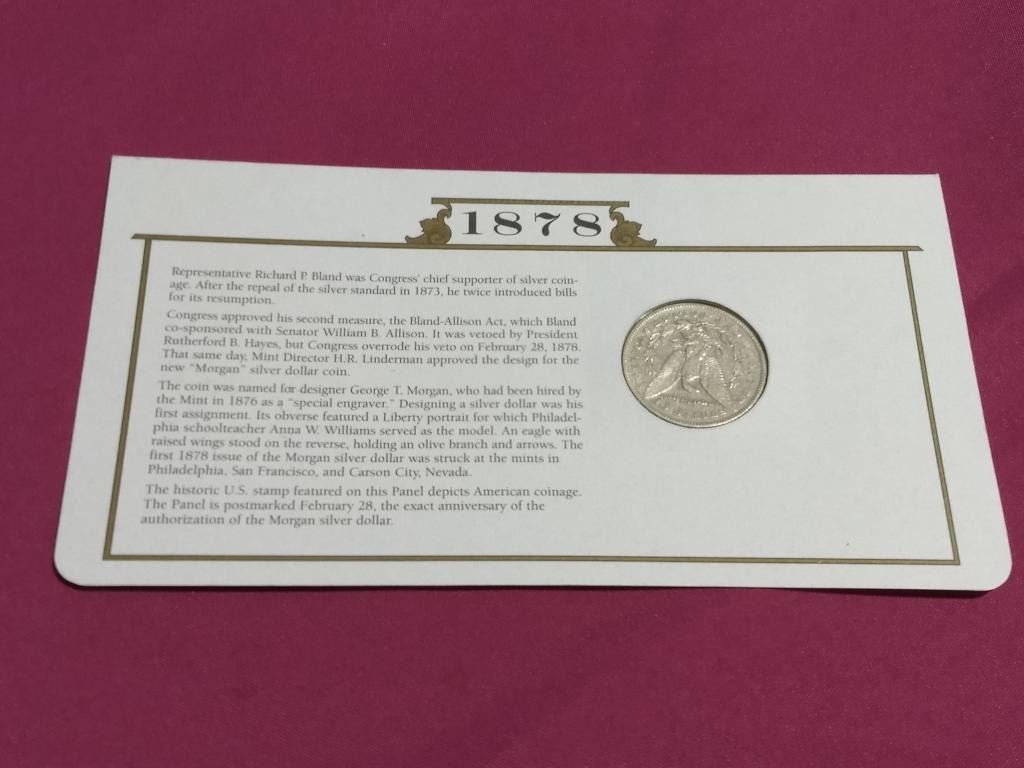 1878
Representative Richard P. Bland was Congress' chief supporter of silver coin-
age. After the repeal of the silver standard in 1873, he twice introduced bills
for its resumption.
Congress approved his second measure, the Bland-Allison Act, which Bland
co-sponsored with Senator William B. Allison. It was vetoed by President
Rutherford B. Hayes, but Congress overrode his veto on February 28, 1878.
That same day, Mint Director H.R. Linderman approved the design for the
new "Morgan" silver dollar coin.
The coin was named for designer George T. Morgan, who had been hired by
the Mint in 1876 as a "special engraver." Designing a silver dollar was his
first assignment. Its obverse featured a Liberty portrait for which Philadel-
phia schoolteacher Anna W. Williams served as the model. An eagle with
raised wings stood on the reverse, holding an olive branch and arrows. The
first 1878 issue of the Morgan silver dollar was struck at the mints in
Philadelphia, San Francisco, and Carson City, Nevada.
The historic U.S. stamp featured on this Panel depicts American coinage.
The Panel is postmarked February 28, the exact anniversary of the
authorization of the Morgan silver dollar.